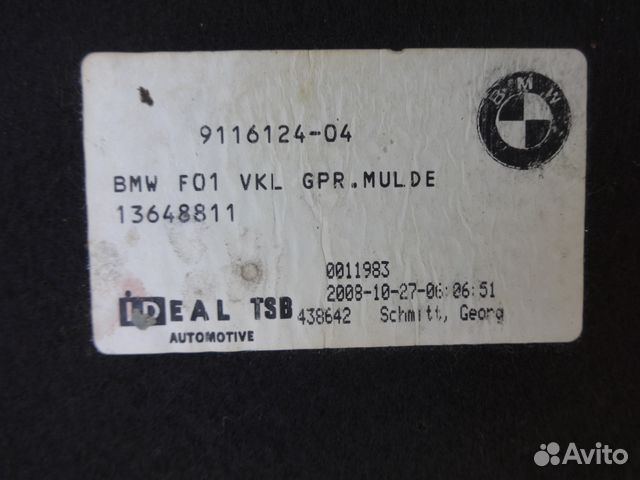 BMW
9116124-04
BMW F01 VKL GPR.MULDE
13648811
0011983
2008-10-27-06:06:51
IDEAL TSB 438642 Schmitt, Georg
AUTOMOTIVE
Avito